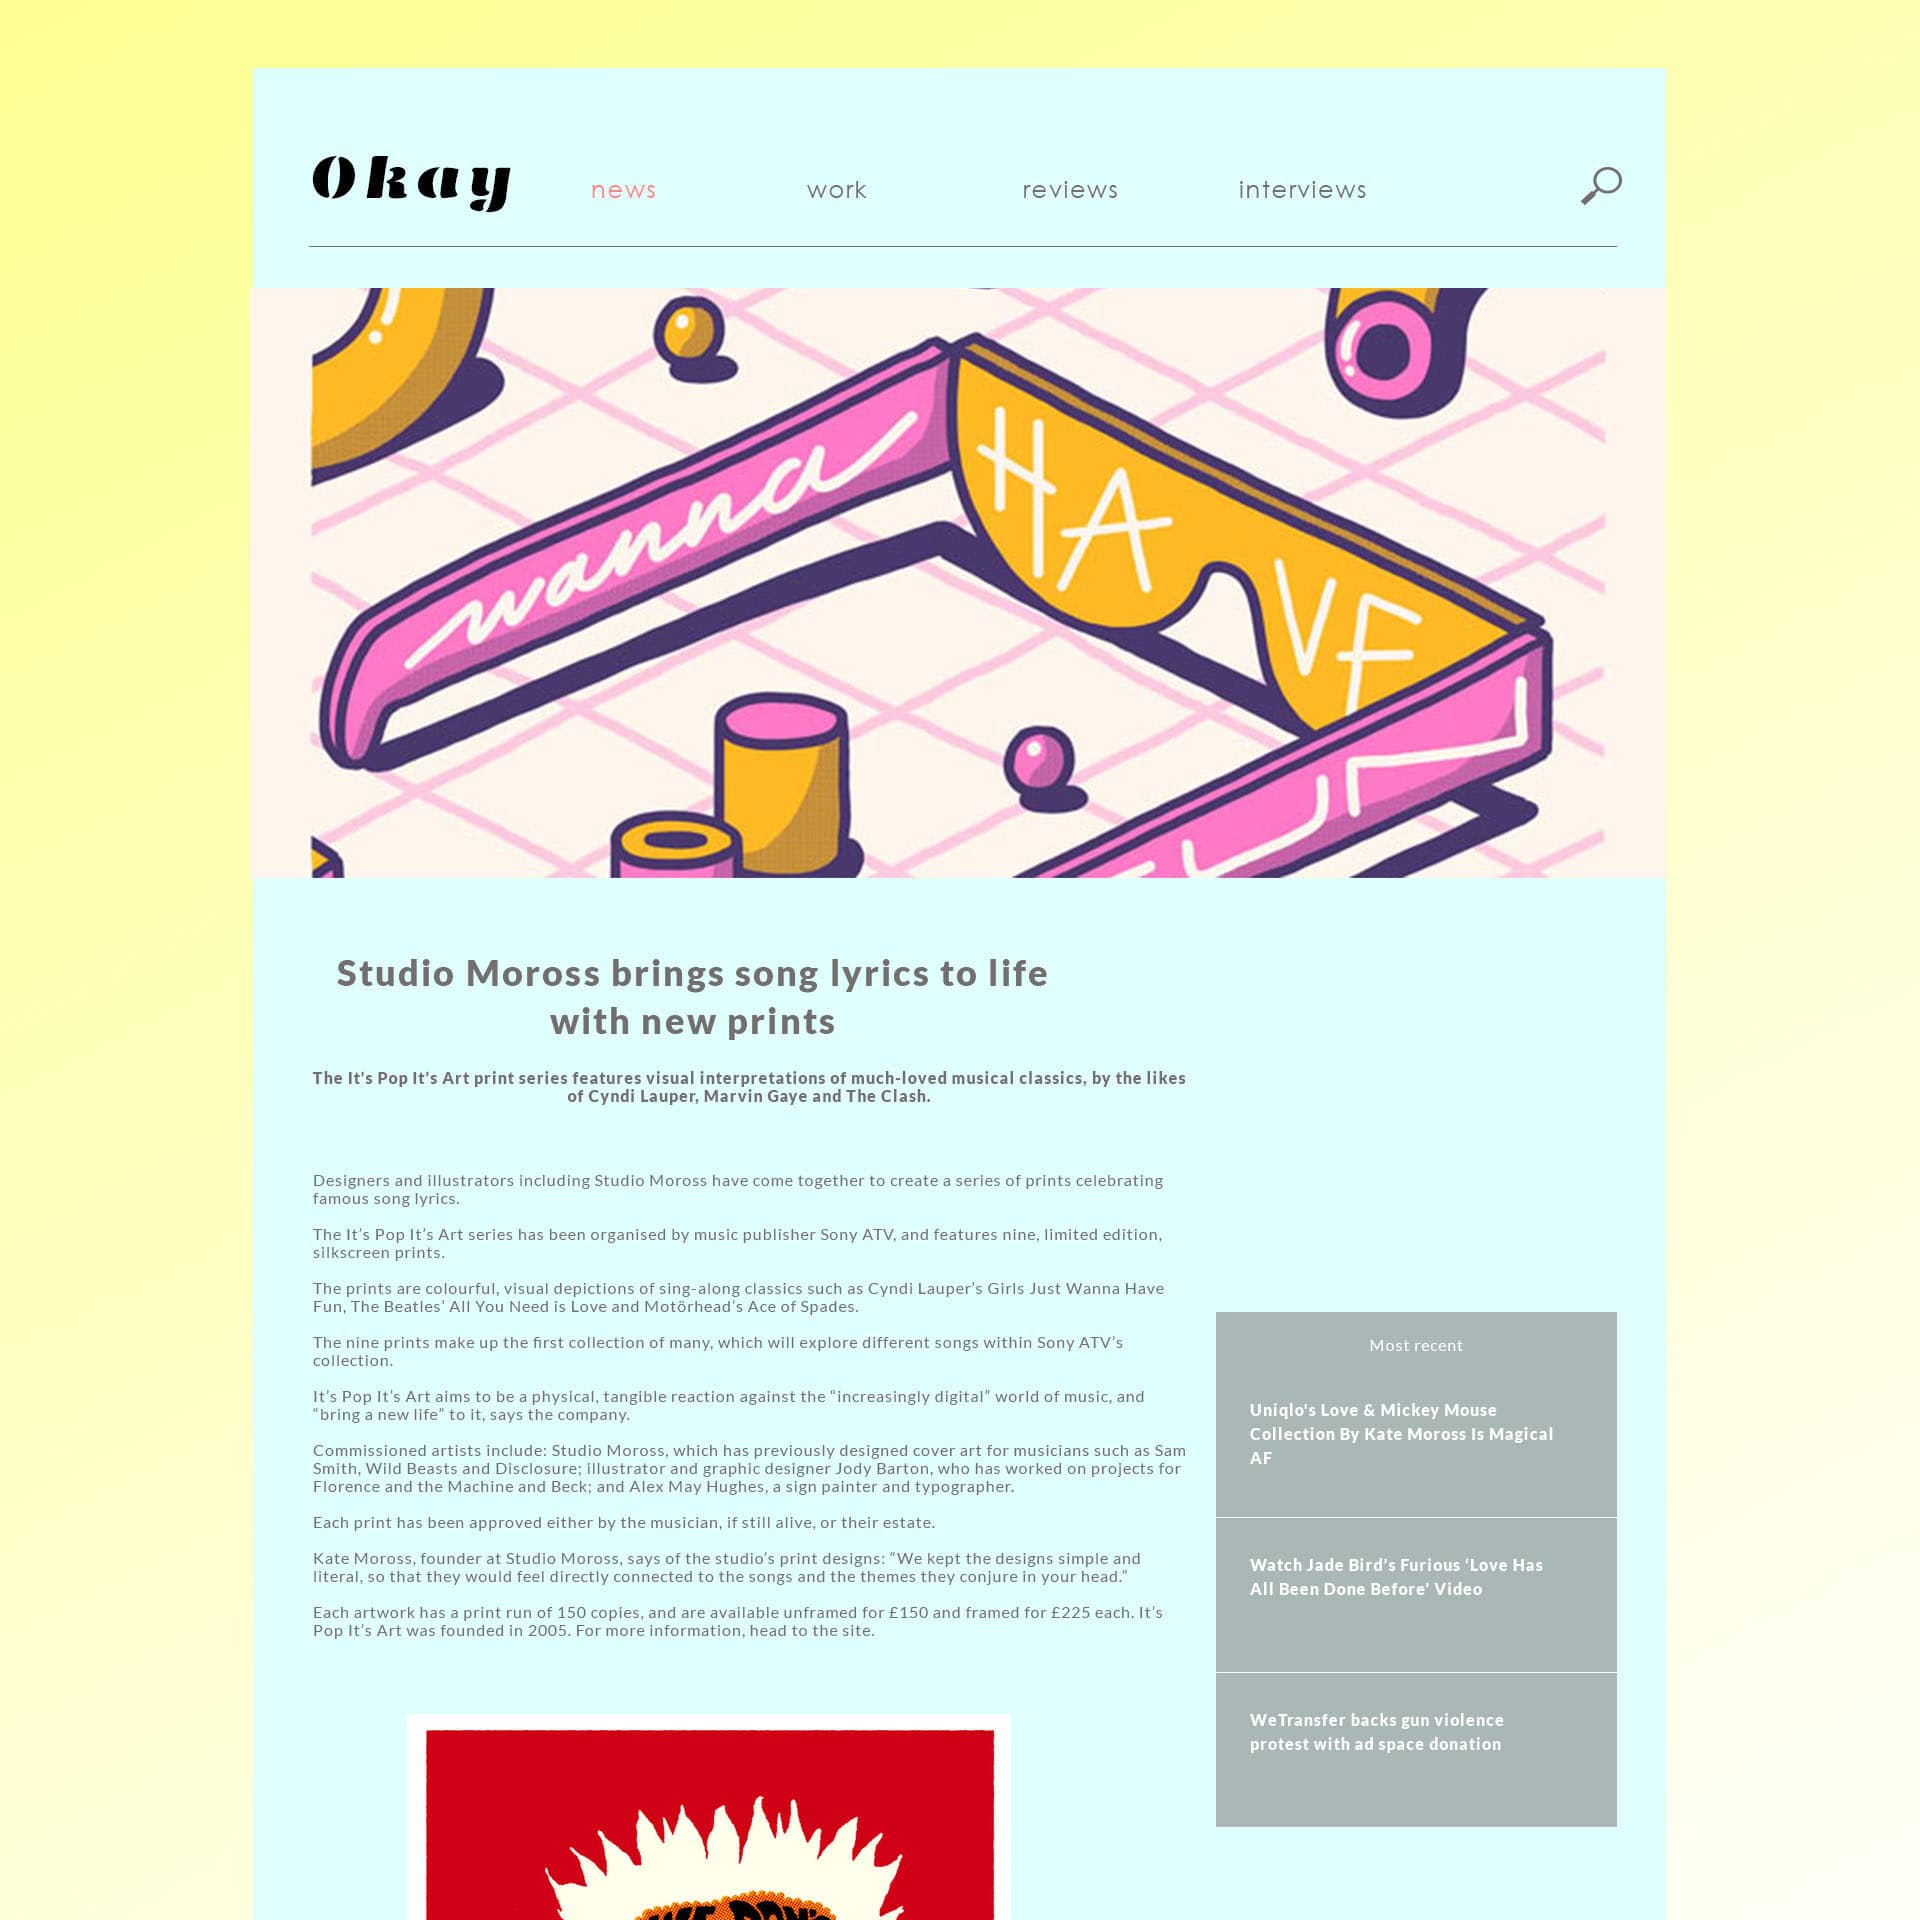 Okay
news
work
reviews
interviews
wanna
HA
VE
Studio Moross brings song lyrics to life
with new prints
The It's Pop It's Art print series features visual interpretations of much-loved musical classics, by the likes
of Cyndi Lauper, Marvin Gaye and The Clash.
Designers and illustrators including Studio Moross have come together to create a series of prints celebrating
famous song lyrics.
The It’s Pop It’s Art series has been organised by music publisher Sony ATV, and features nine, limited edition,
silkscreen prints.
The prints are colourful, visual depictions of sing-along classics such as Cyndi Lauper’s Girls Just Wanna Have
Fun, The Beatles’ All You Need is Love and Motörhead’s Ace of Spades.
The nine prints make up the first collection of many, which will explore different songs within Sony ATV’s
collection.
It’s Pop It’s Art aims to be a physical, tangible reaction against the “increasingly digital” world of music, and
“bring a new life” to it, says the company.
Commissioned artists include: Studio Moross, which has previously designed cover art for musicians such as Sam
Smith, Wild Beasts and Disclosure; illustrator and graphic designer Jody Barton, who has worked on projects for
Florence and the Machine and Beck; and Alex May Hughes, a sign painter and typographer.
Each print has been approved either by the musician, if still alive, or their estate.
Kate Moross, founder at Studio Moross, says of the studio’s print designs: “We kept the designs simple and
literal, so that they would feel directly connected to the songs and the themes they conjure in your head.”
Each artwork has a print run of 150 copies, and are available unframed for £150 and framed for £225 each. It’s
Pop It’s Art was founded in 2005. For more information, head to the site.
Most recent
Uniqlo's Love & Mickey Mouse
Collection By Kate Moross Is Magical
AF
Watch Jade Bird’s Furious ‘Love Has
All Been Done Before’ Video
WeTransfer backs gun violence
protest with ad space donation